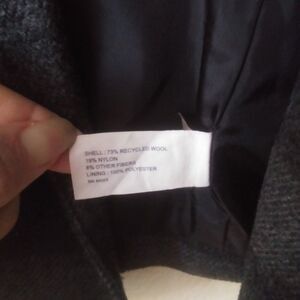 SHELL : 73% RECYCLED WOOL
19% NYLON
8% OTHER FIBERS
LINING : 100% POLYESTER